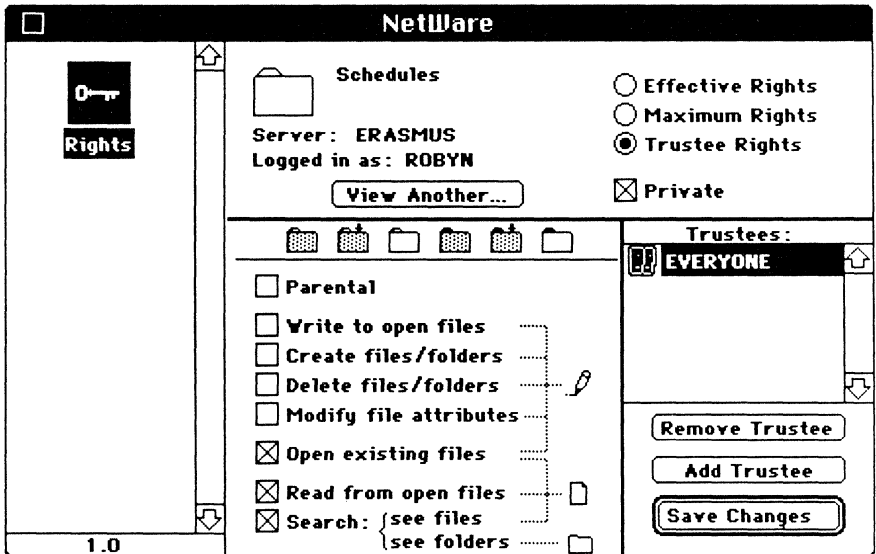 NetWare
Rights
1.0
Schedules
Server: ERASMUS
Logged in as: ROBYN
View Another...
Effective Rights
Maximum Rights
Trustee Rights
Private
Parental
Write to open files
Create files/folders
Delete files/folders
Modify file attributes
Open existing files
Read from open files
Search: see files
see folders
Trustees:
EVERYONE
Remove Trustee
Add Trustee
Save Changes